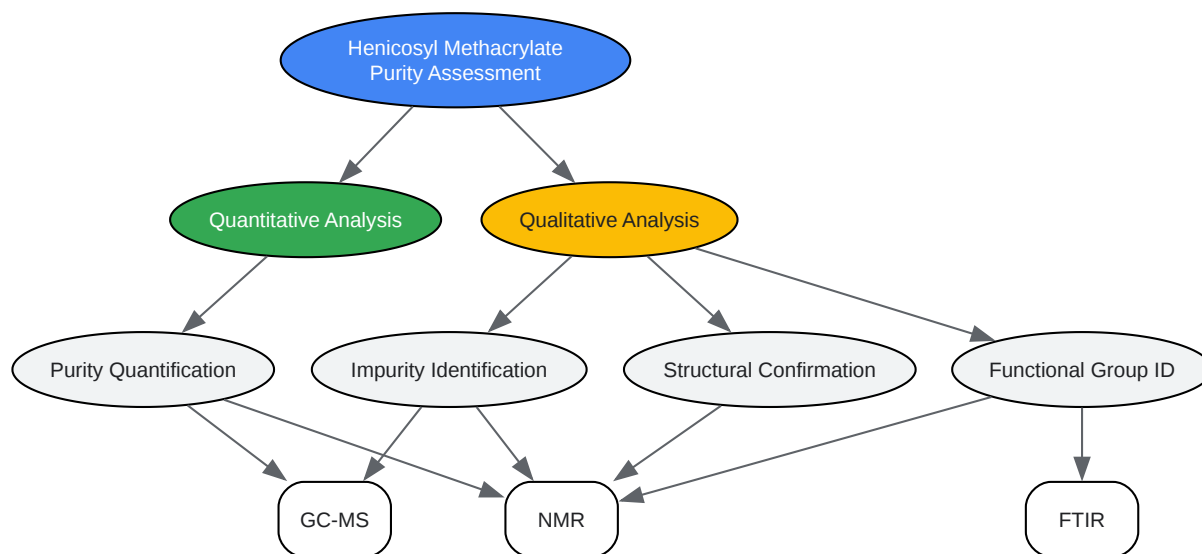 Henicosyl Methacrylate
Purity Assessment
Quantitative Analysis
Qualitative Analysis
Purity Quantification
Impurity Identification
Structural Confirmation
Functional Group ID
GC-MS
NMR
FTIR